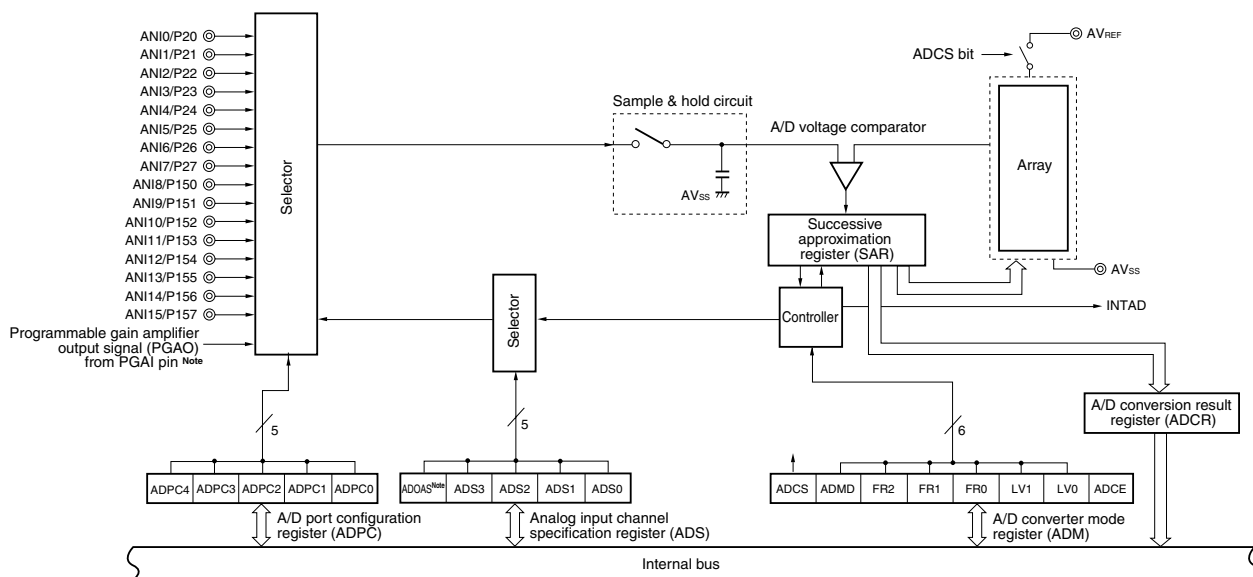 ANI0/P20
ANI1/P21
ANI2/P22
ANI3/P23
ANI4/P24
ANI5/P25
ANI6/P26
ANI7/P27
ANI8/P150
ANI9/P151
ANI10/P152
ANI11/P153
ANI12/P154
ANI13/P155
ANI14/P156
ANI15/P157
Programmable gain amplifier
output signal (PGAO)
from PGAI pin Note
Selector
Sample & hold circuit
AVSS
A/D voltage comparator
ADCS bit
AVREF
Array
AVSS
Successive
approximation
register (SAR)
Controller
INTAD
Selector
5
5
6
A/D conversion result
register (ADCR)
ADPC4 ADPC3 ADPC2 ADPC1 ADPC0
ADOAS Note ADS3 ADS2 ADS1 ADS0
ADCS ADMD FR2 FR1 FR0 LV1 LV0 ADCE
A/D port configuration
register (ADPC)
Analog input channel
specification register (ADS)
A/D converter mode
register (ADM)
Internal bus